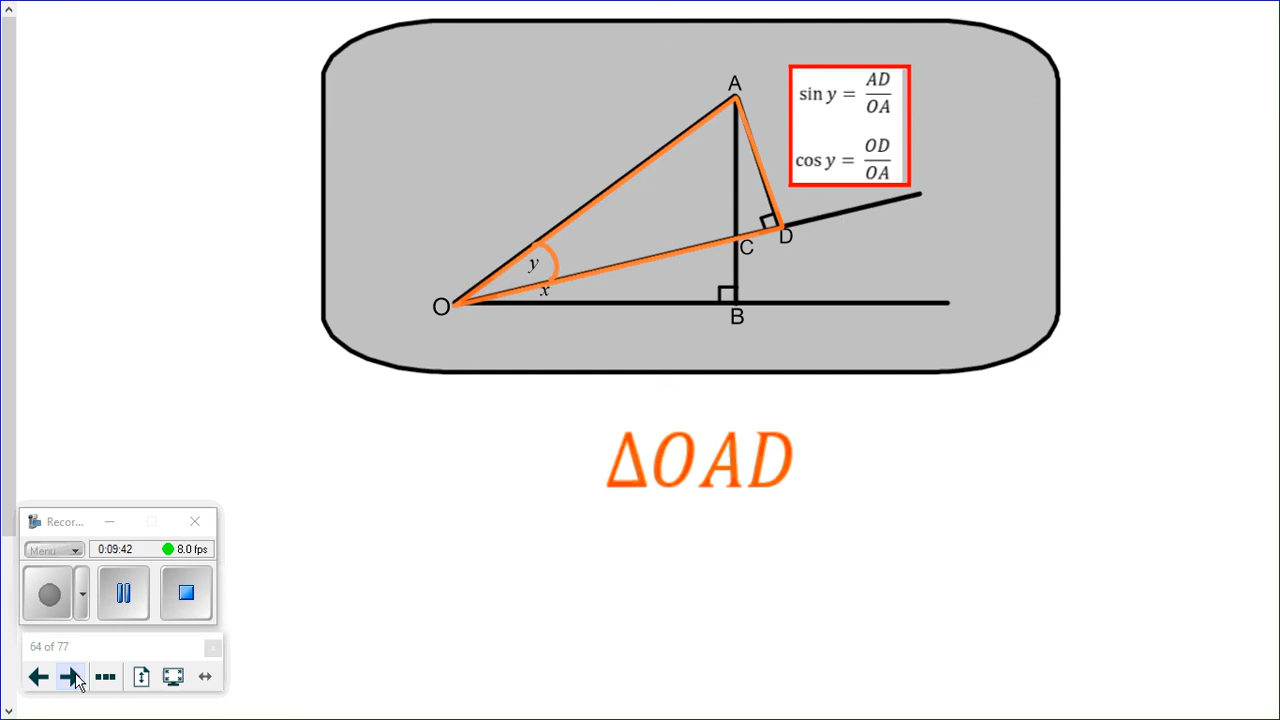 A
sin y = AD/OA
cos y = OD/OA
C
D
y
x
O
B
ΔOAD
Recor...
Menu
0:09:42
8.0 fps
64 of 77